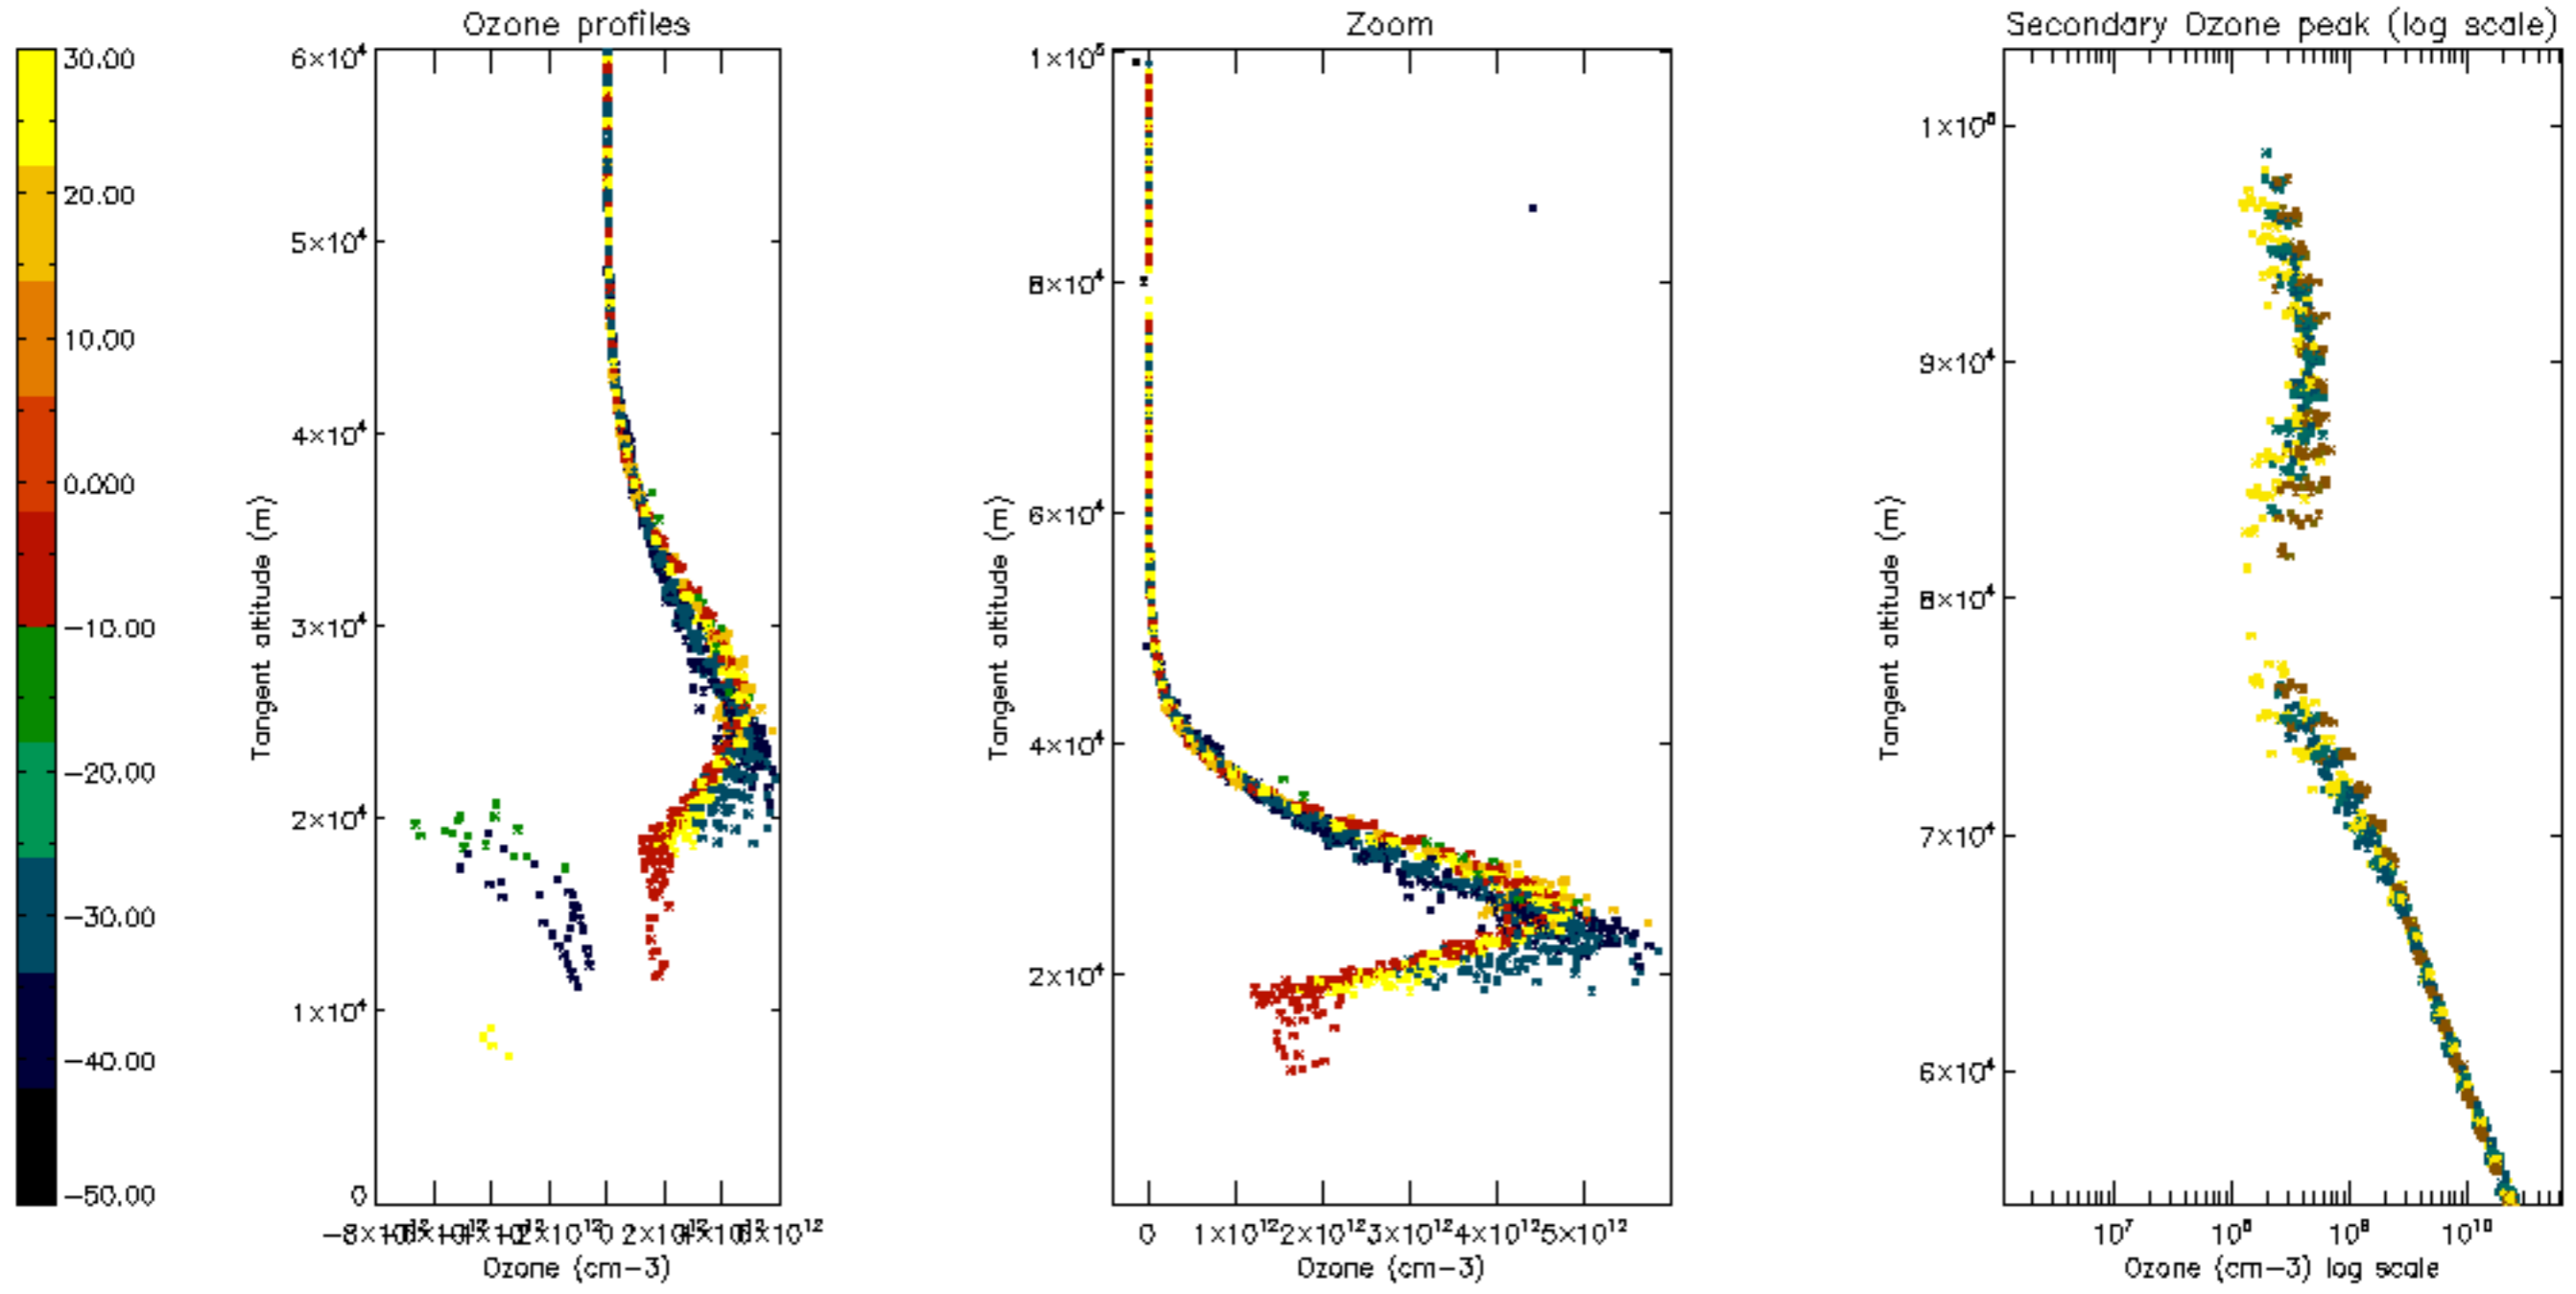 Ozone profiles
Zoom
Secondary Ozone peak (log scale)
30.00
20.00
10.00
0.000
−10.00
−20.00
−30.00
−40.00
−50.00
6×10⁴
5×10⁴
4×10⁴
3×10⁴
2×10⁴
1×10⁴
0
Tangent altitude (m)
0
Ozone (cm−3)
1×10⁵
8×10⁴
6×10⁴
4×10⁴
2×10⁴
Tangent altitude (m)
0 1×10¹² 2×10¹² 3×10¹² 4×10¹² 5×10¹²
Ozone (cm−3)
1×10⁵
9×10⁴
8×10⁴
7×10⁴
6×10⁴
Tangent altitude (m)
10⁷ 10⁸ 10⁹ 10¹⁰
Ozone (cm−3) log scale